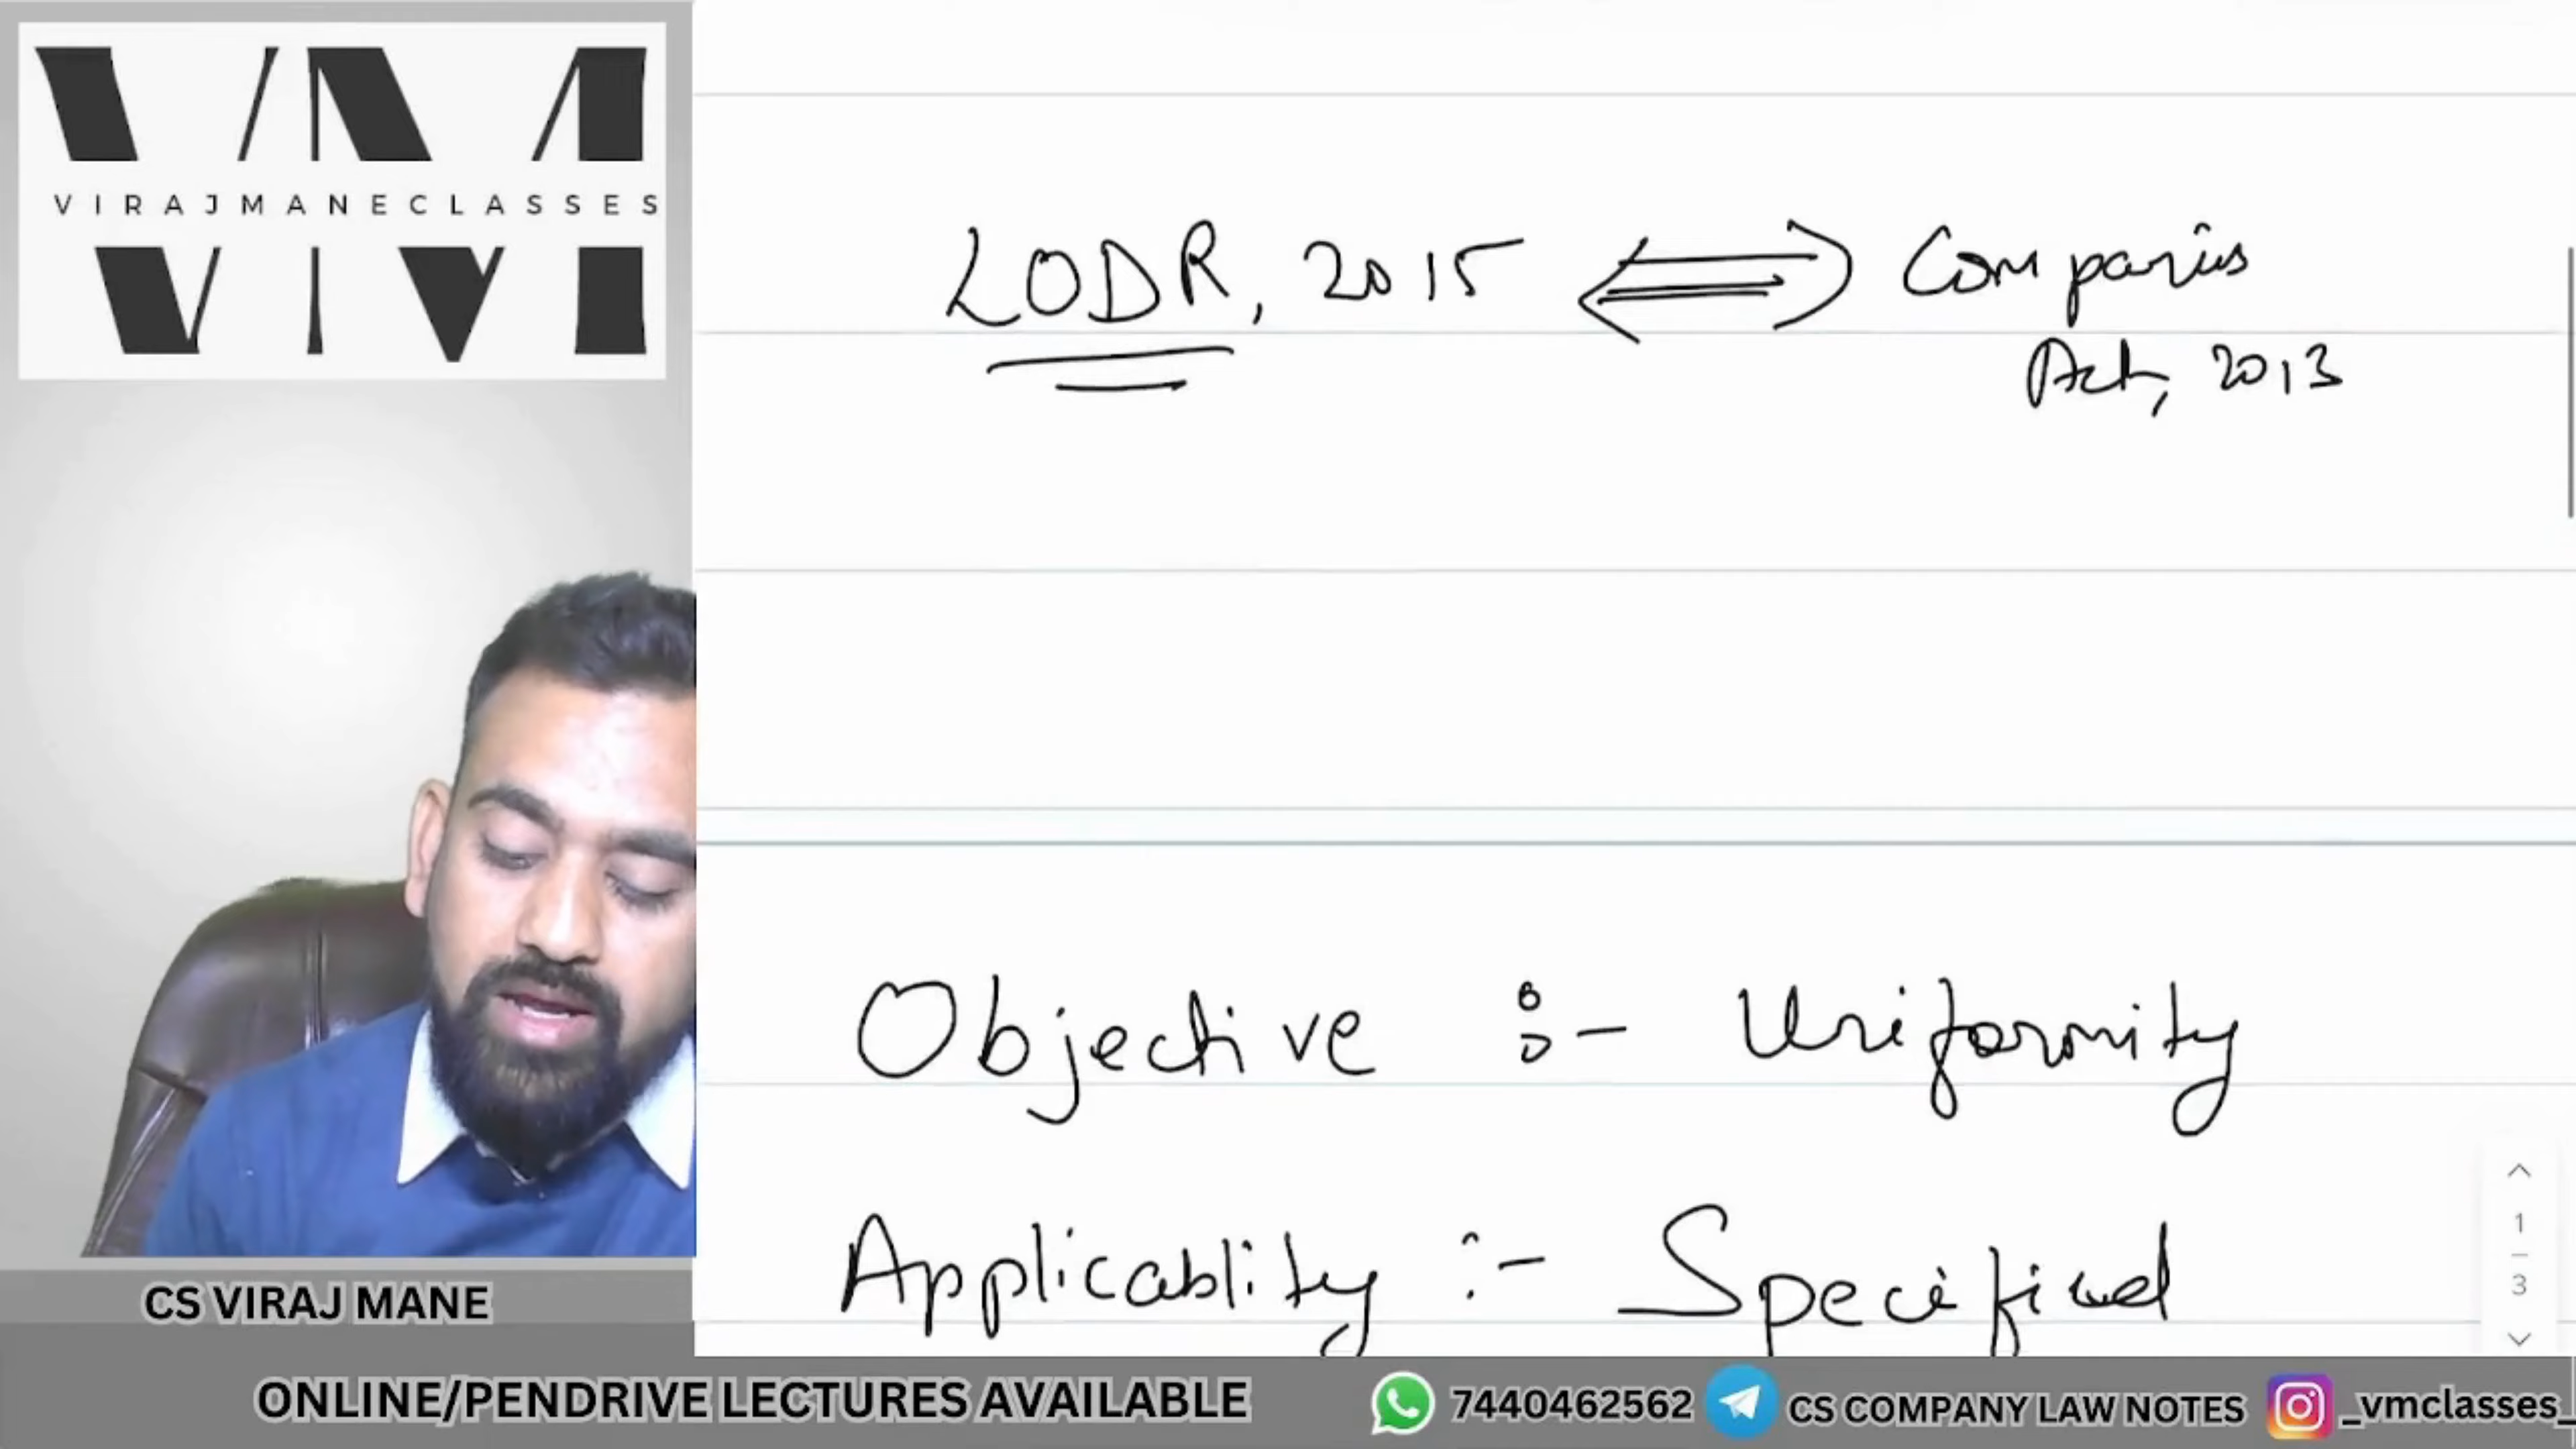 VIRAJMANECLASSES
LODR, 2015 Companies
Act, 2013
Objective :- Uniformity
Applicablity :- Specified
1
3
CS VIRAJ MANE
ONLINE/PENDRIVE LECTURES AVAILABLE
7440462562
CS COMPANY LAW NOTES
_vmclasses_